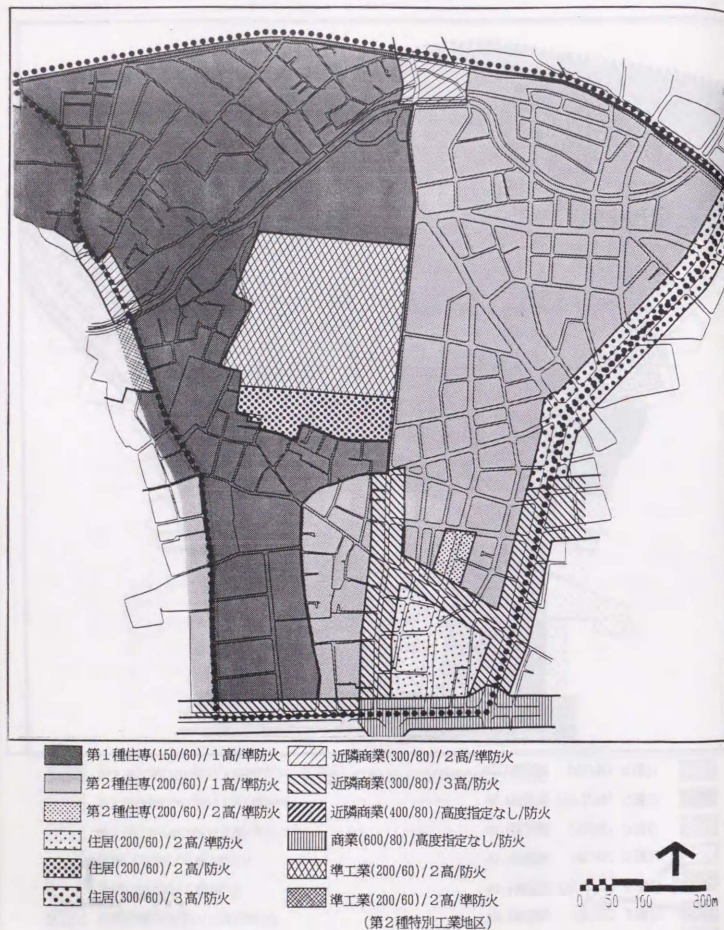 第1種住専(150/60)/1高/準防火
第2種住専(200/60)/1高/準防火
第2種住専(200/60)/2高/準防火
住居(200/60)/2高/準防火
住居(200/60)/2高/防火
住居(300/60)/3高/防火
近隣商業(300/80)/2高/準防火
近隣商業(300/80)/3高/防火
近隣商業(400/80)/高度指定なし/防火
商業(600/80)/高度指定なし/防火
準工業(200/60)/2高/防火
準工業(200/60)/2高/準防火
(第2種特別工業地区)
0 50 100 200m